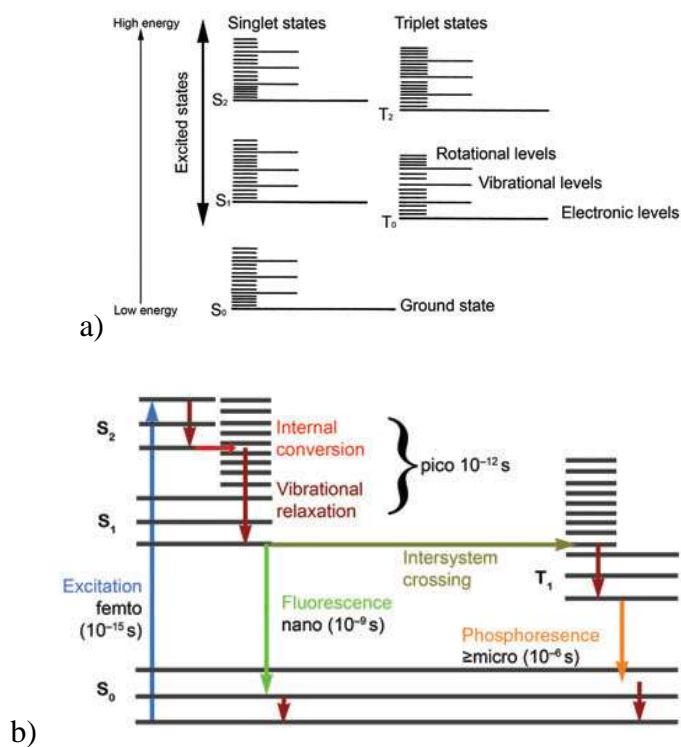 High energy
Singlet states
Triplet states
Excited states
S2
T2
Rotational levels
S1
Vibrational levels
T0
Electronic levels
Low energy
S0
Ground state
a)
S2
Internal
conversion
pico 10−12 s
Vibrational
relaxation
S1
Intersystem
crossing
T1
Excitation
femto
(10−15 s)
Fluorescence
nano (10−9 s)
Phosphoresence
≥micro (10−6 s)
S0
b)